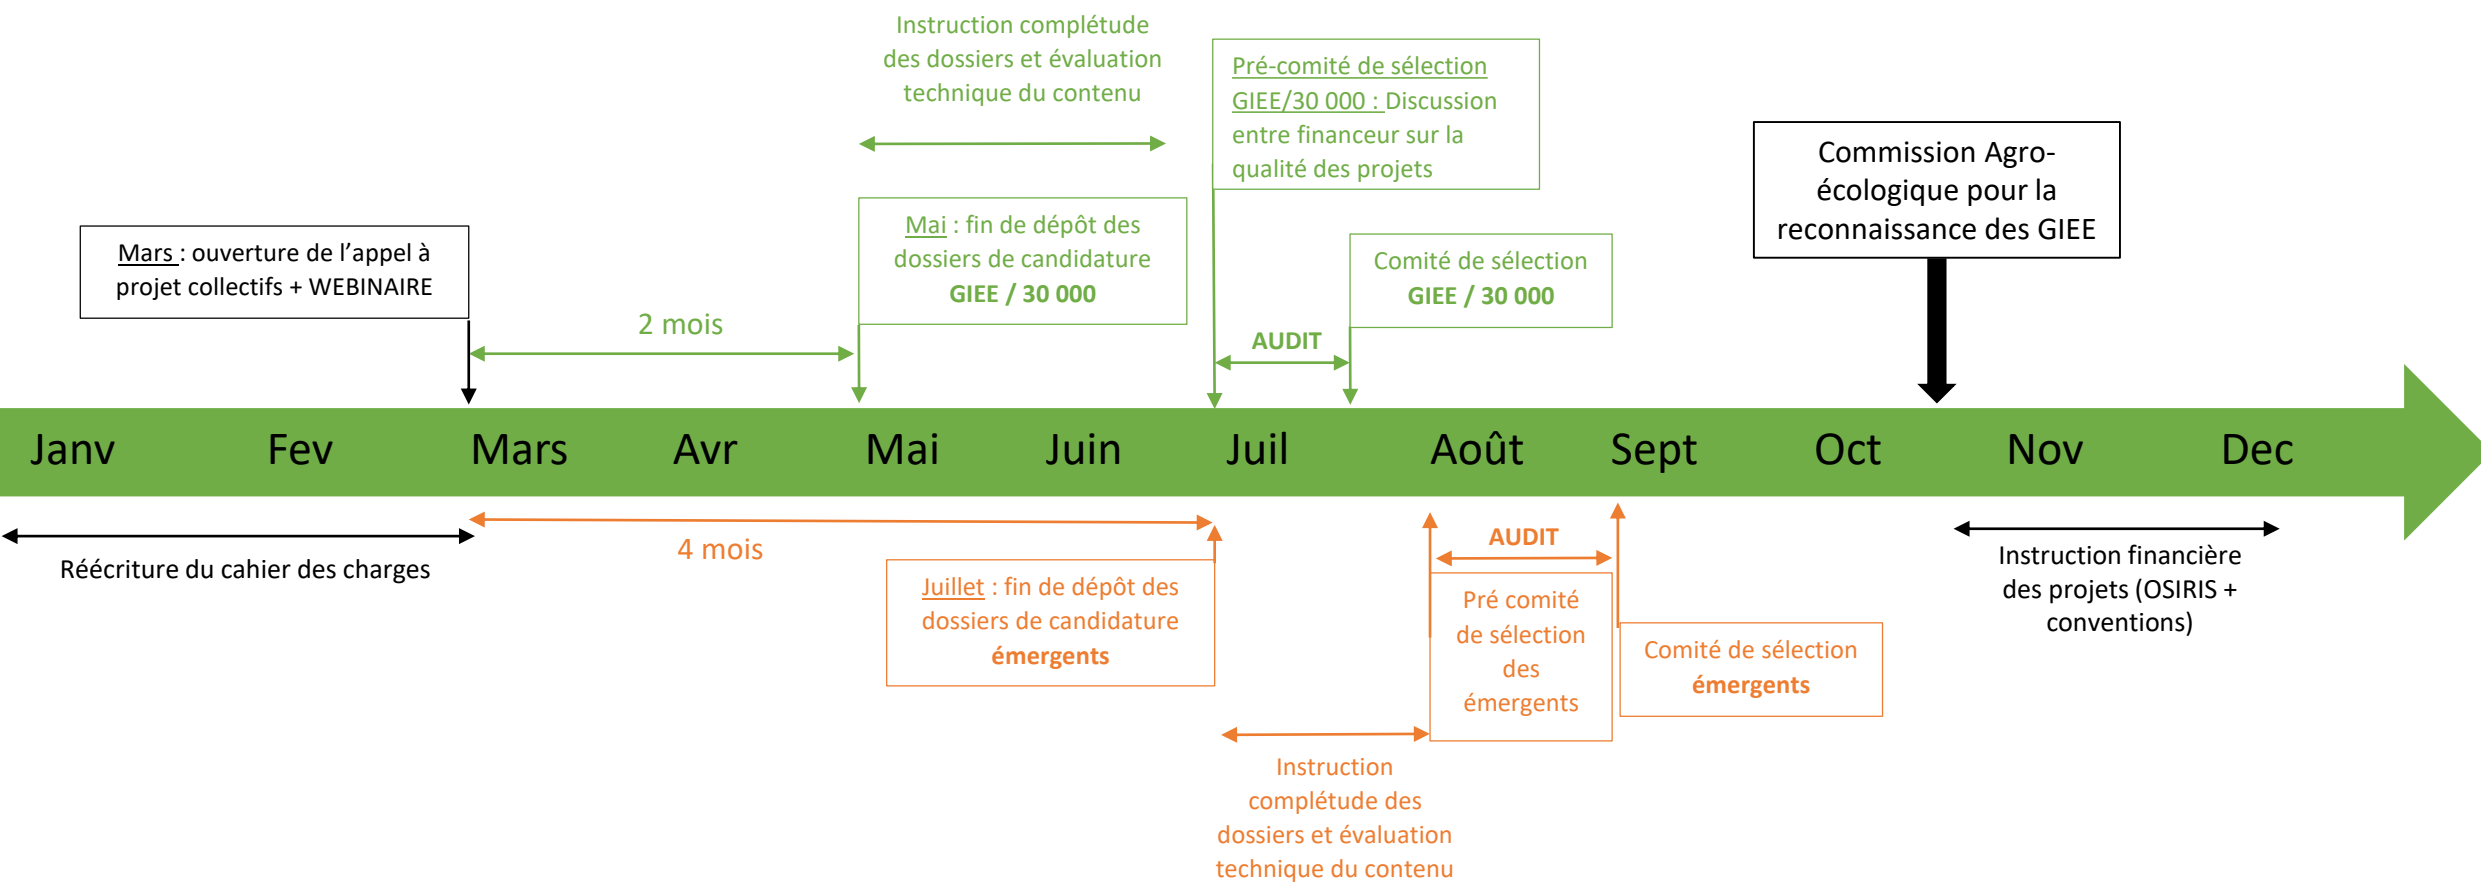 Instruction complétude
des dossiers et évaluation
technique du contenu
Pré-comité de sélection
GIEE/30 000 : Discussion
entre financeur sur la
qualité des projets
Commission Agro-
écologique pour la
reconnaissance des GIEE
Mars : ouverture de l’appel à
projet collectifs + WEBINAIRE
2 mois
Mai : fin de dépôt des
dossiers de candidature
GIEE / 30 000
AUDIT
Comité de sélection
GIEE / 30 000
Janv Fev Mars Avr Mai Juin Juil Août Sept Oct Nov Dec
Réécriture du cahier des charges
4 mois
Juillet : fin de dépôt des
dossiers de candidature
émergents
AUDIT
Pré comité
de sélection
des
émergents
Comité de sélection
émergents
Instruction financière
des projets (OSIRIS +
conventions)
Instruction
complétude des
dossiers et évaluation
technique du contenu